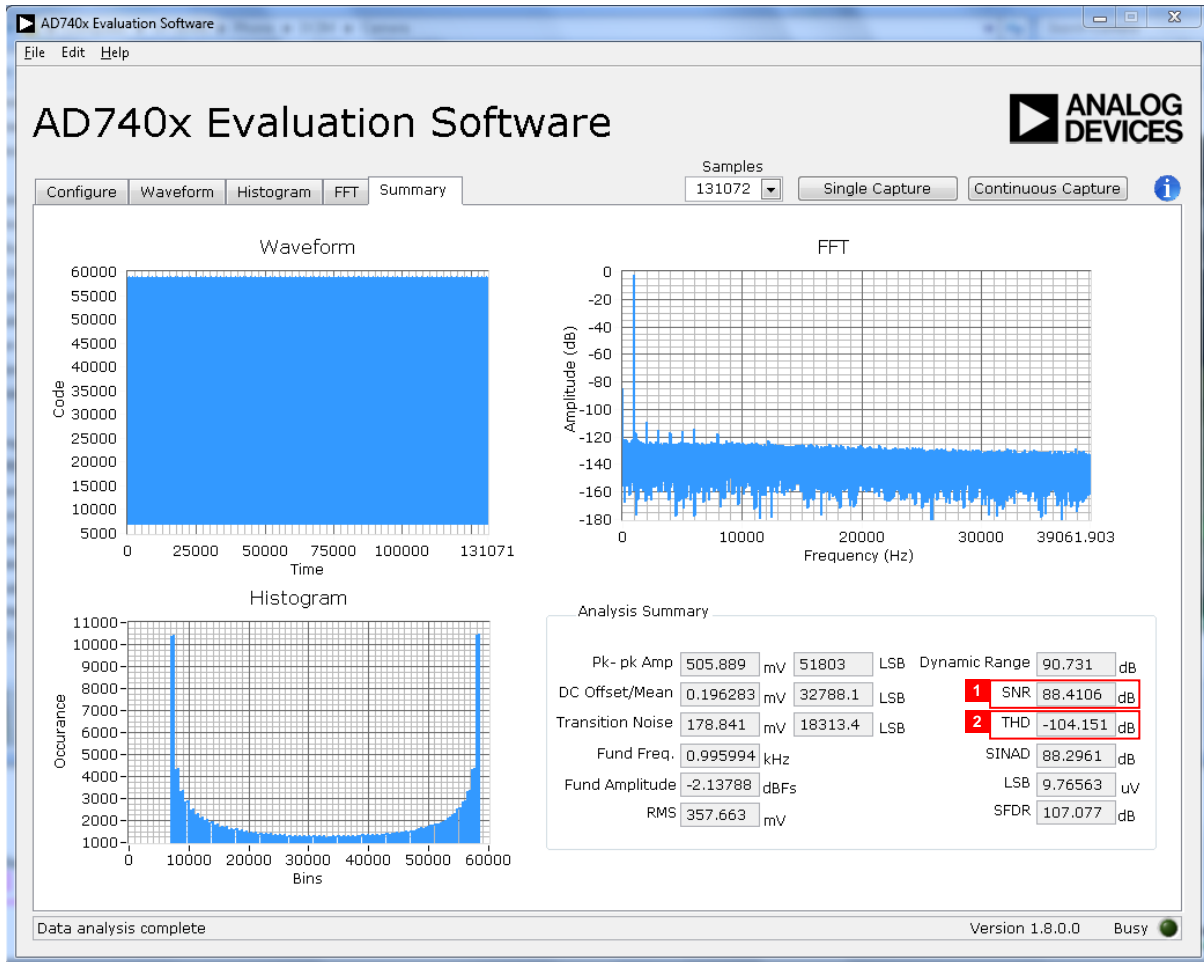 AD740x Evaluation Software
File Edit Help
AD740x Evaluation Software
ANALOG
DEVICES
Configure Waveform Histogram FFT Summary
Samples
131072
Single Capture
Continuous Capture
i
Waveform
60000
55000
50000
45000
40000
35000
30000
25000
20000
15000
10000
5000
Code
0 25000 50000 75000 100000 131071
Time
FFT
0
-20
-40
-60
-80
-100
-120
-140
-160
-180
Amplitude (dB)
0 10000 20000 30000 39061.903
Frequency (Hz)
Histogram
11000
10000
9000
8000
7000
6000
5000
4000
3000
2000
1000
Occurance
0 10000 20000 30000 40000 50000 60000
Bins
Analysis Summary
Pk- pk Amp 505.889 mV 51803 LSB
DC Offset/Mean 0.196283 mV 32788.1 LSB
Transition Noise 178.841 mV 18313.4 LSB
Fund Freq. 0.995994 kHz
Fund Amplitude -2.13788 dBFs
RMS 357.663 mV
Dynamic Range 90.731 dB
1 SNR 88.4106 dB
2 THD -104.151 dB
SINAD 88.2961 dB
LSB 9.76563 uV
SFDR 107.077 dB
Data analysis complete
Version 1.8.0.0
Busy